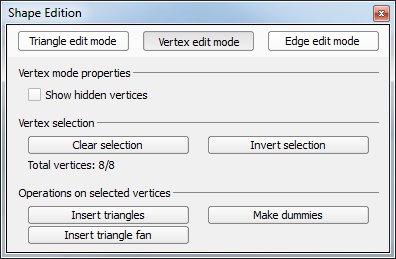 Shape Edition
Triangle edit mode Vertex edit mode Edge edit mode
Vertex mode properties
Show hidden vertices
Vertex selection
Clear selection Invert selection
Total vertices: 8/8
Operations on selected vertices
Insert triangles Make dummies
Insert triangle fan